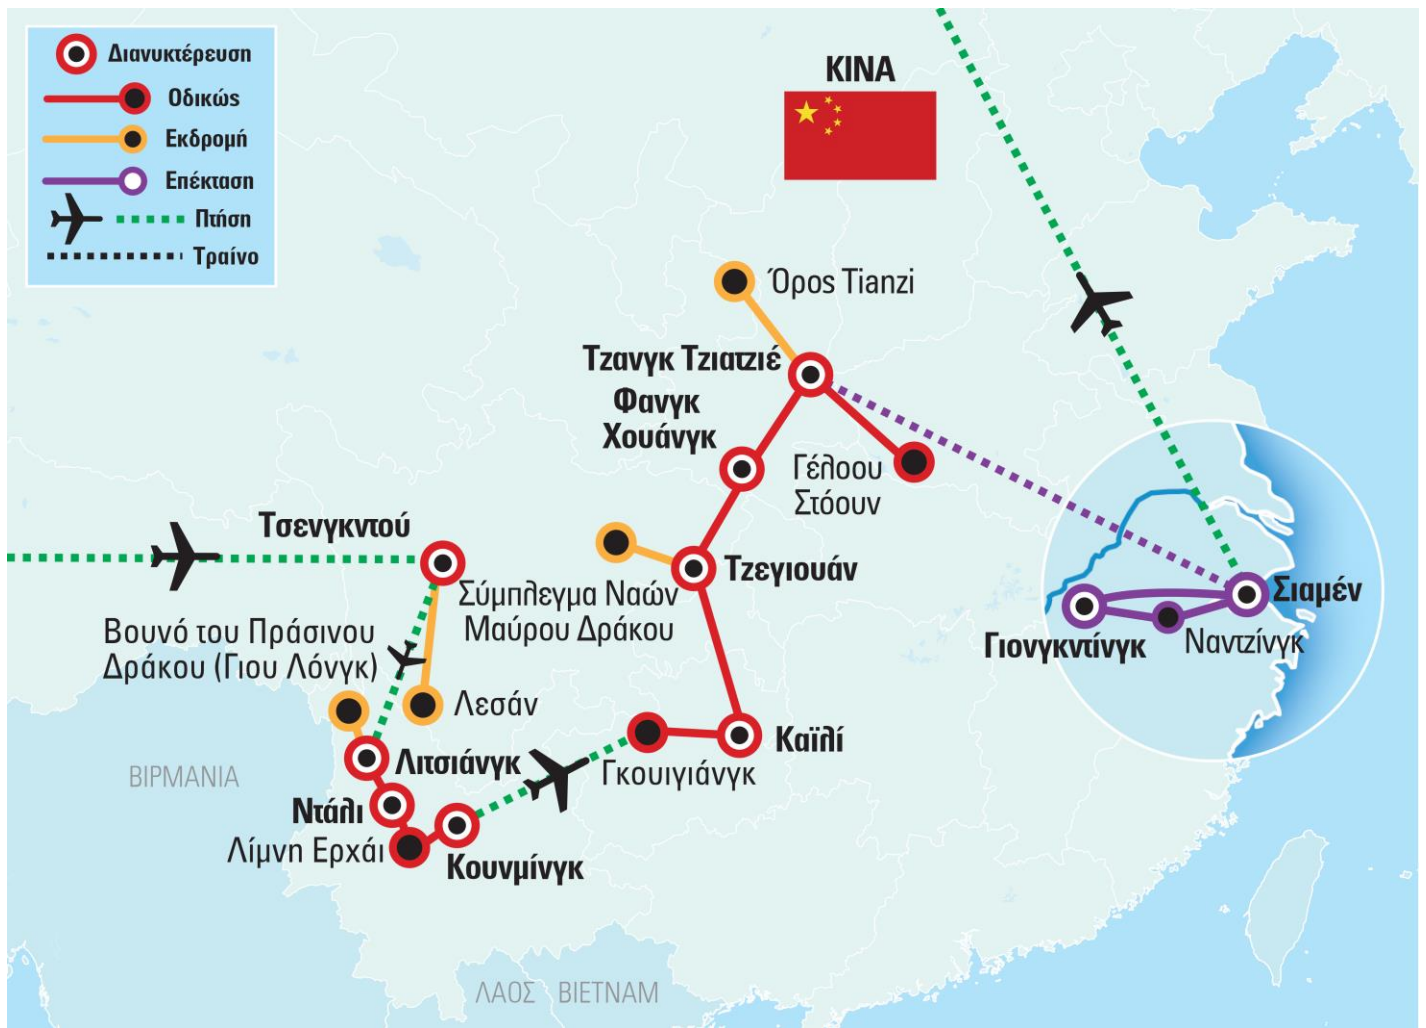 Διανυκτέρευση
Οδικώς
Εκδρομή
Επέκταση
Πτήση
Τραίνο
ΚΙΝΑ
Όρος Tianzi
Τζανγκ Τζιατζιέ
Φανγκ
Χουάνγκ
Γέλοου
Στόουν
Τσενγκντού
Τζεγιουάν
Σύμπλεγμα Ναών
Μαύρου Δράκου
Σιαμέν
Γιονγκντίνγκ
Ναντζίνγκ
Βουνό του Πράσινου
Δράκου (Γιου Λόνγκ)
Λεσάν
Καϊλί
Λιτσιάνγκ
Γκουιγιάνγκ
ΒΙΡΜΑΝΙΑ
Ντάλι
Λίμνη Ερχάι
Κουνμίνγκ
ΛΑΟΣ
ΒΙΕΤΝΑΜ